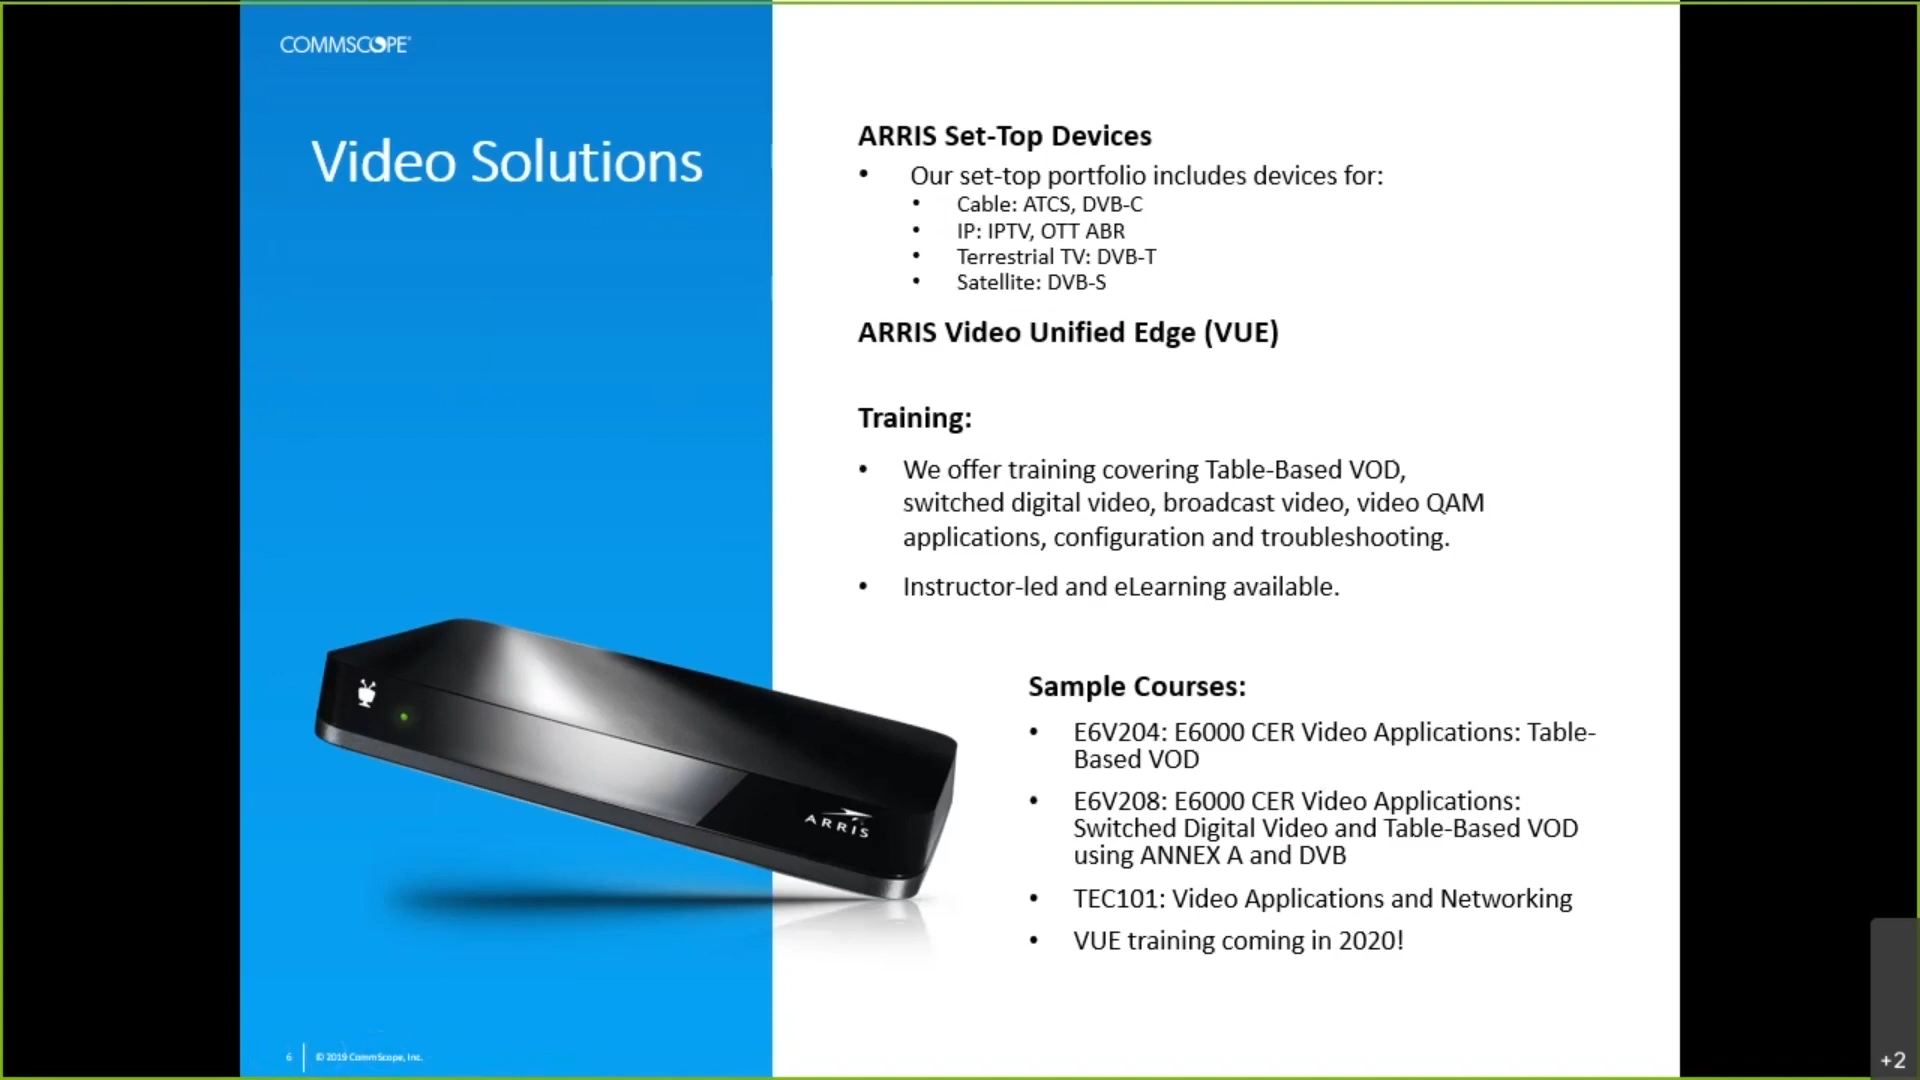 COMMSCOPE®
Video Solutions
ARRIS Set-Top Devices
• Our set-top portfolio includes devices for:
• Cable: ATCS, DVB-C
• IP: IPTV, OTT ABR
• Terrestrial TV: DVB-T
• Satellite: DVB-S
ARRIS Video Unified Edge (VUE)
Training:
• We offer training covering Table-Based VOD,
switched digital video, broadcast video, video QAM
applications, configuration and troubleshooting.
• Instructor-led and eLearning available.
ARRIS
Sample Courses:
• E6V204: E6000 CER Video Applications: Table-
Based VOD
• E6V208: E6000 CER Video Applications:
Switched Digital Video and Table-Based VOD
using ANNEX A and DVB
• TEC101: Video Applications and Networking
• VUE training coming in 2020!
6 © 2019 CommScope, Inc.
+2